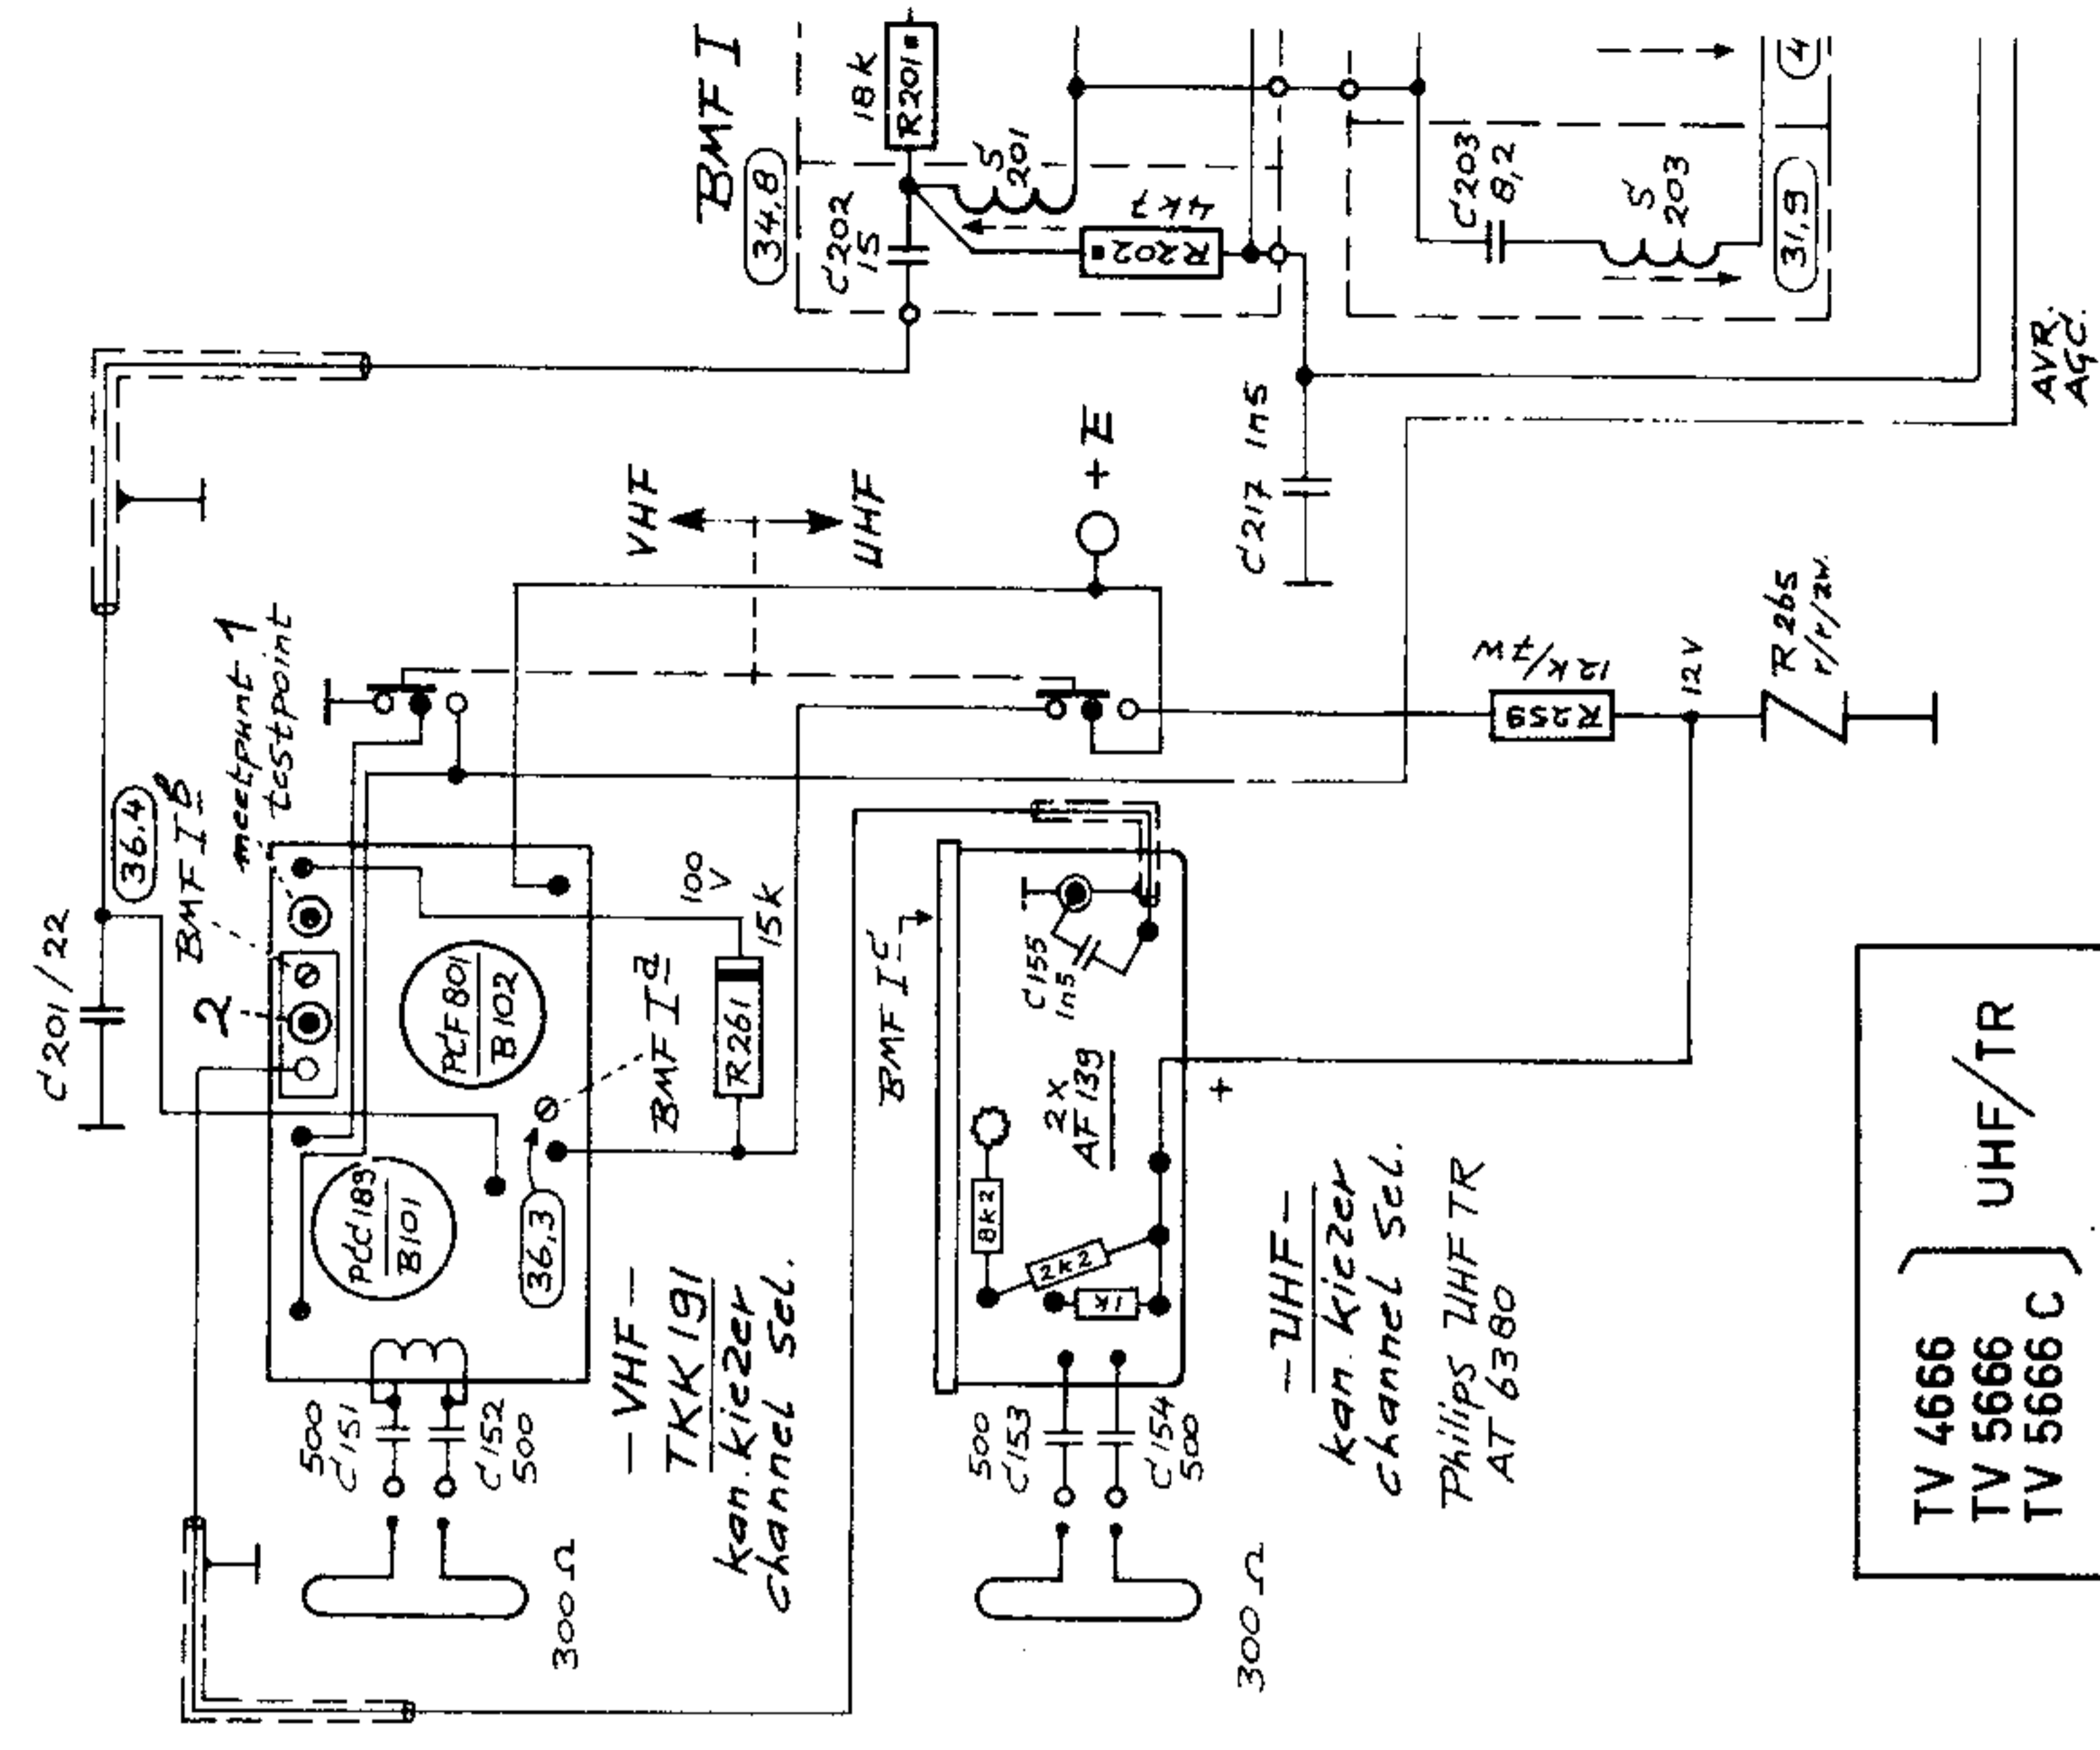 BMF I
34,8
18k
R201
C202
15
S
201
4k7
R202
C203
8,2
S
203
31,9
4
AVR.
AGC.
VHF
UHF
+E
C217 1n5
meetpunt 1
testpoint
36,4
BMF Ib
C201/22
2
PCF801
B102
PCC189
B101
36,3
BMF Ia
100
V
15k
R261
500
C151
C152
500
300Ω
-VHF-
TKK191
kan.kiezer
channel sel.
BMF Ic
C155
1n5
2x
AF139
8k2
2k2
1k
+
500
C153
C154
500
300Ω
-UHF-
kan.kiezer
channel sel.
Philips UHF TR
AT 6380
12k/7w
R259
12V
R265
TV 4666
TV 5666
TV 5666 C
UHF/TR